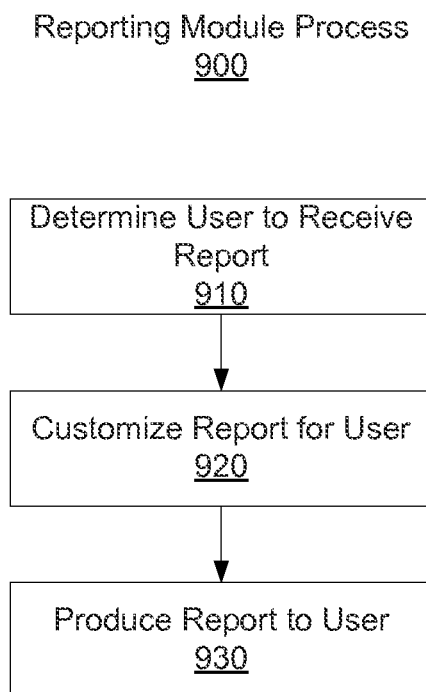 Reporting Module Process
900
Determine User to Receive
Report
910
Customize Report for User
920
Produce Report to User
930